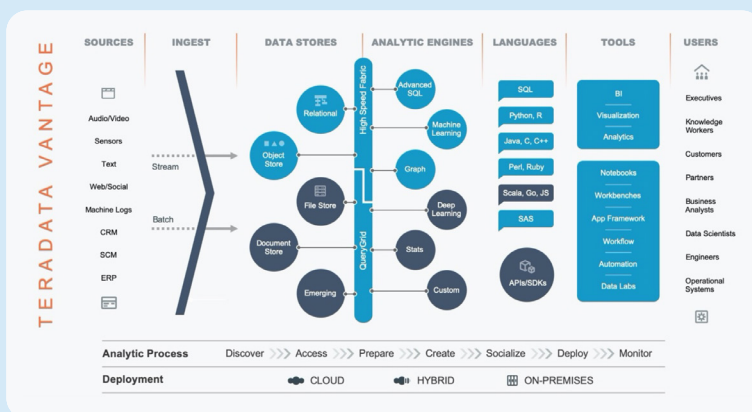 TERADATA VANTAGE
SOURCES
Audio/Video
Sensors
Text
Web/Social
Machine Logs
CRM
SCM
ERP
INGEST
Stream
Batch
DATA STORES
Relational
Object
Store
File Store
Document
Store
Emerging
High Speed Fabric
QueryGrid
ANALYTIC ENGINES
Advanced
SQL
Machine
Learning
Graph
Deep
Learning
Stats
Custom
LANGUAGES
SQL
Python, R
Java, C, C++
Perl, Ruby
Scala, Go, JS
SAS
APIs/SDKs
TOOLS
BI
Visualization
Analytics
Notebooks
Workbenches
App Framework
Workflow
Automation
Data Labs
USERS
Executives
Knowledge
Workers
Customers
Partners
Business
Analysts
Data Scientists
Engineers
Operational
Systems
Analytic Process Discover Access Prepare Create Socialize Deploy Monitor
Deployment CLOUD HYBRID ON-PREMISES